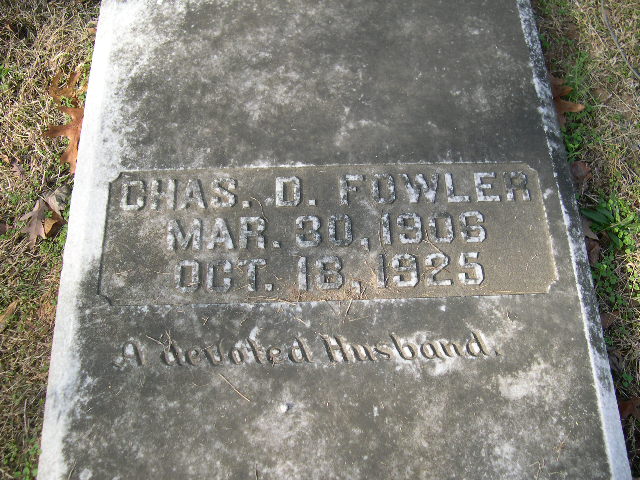 CHAS. D. FOWLER
MAR. 30, 1906
OCT. 18, 1925
A devoted Husband.